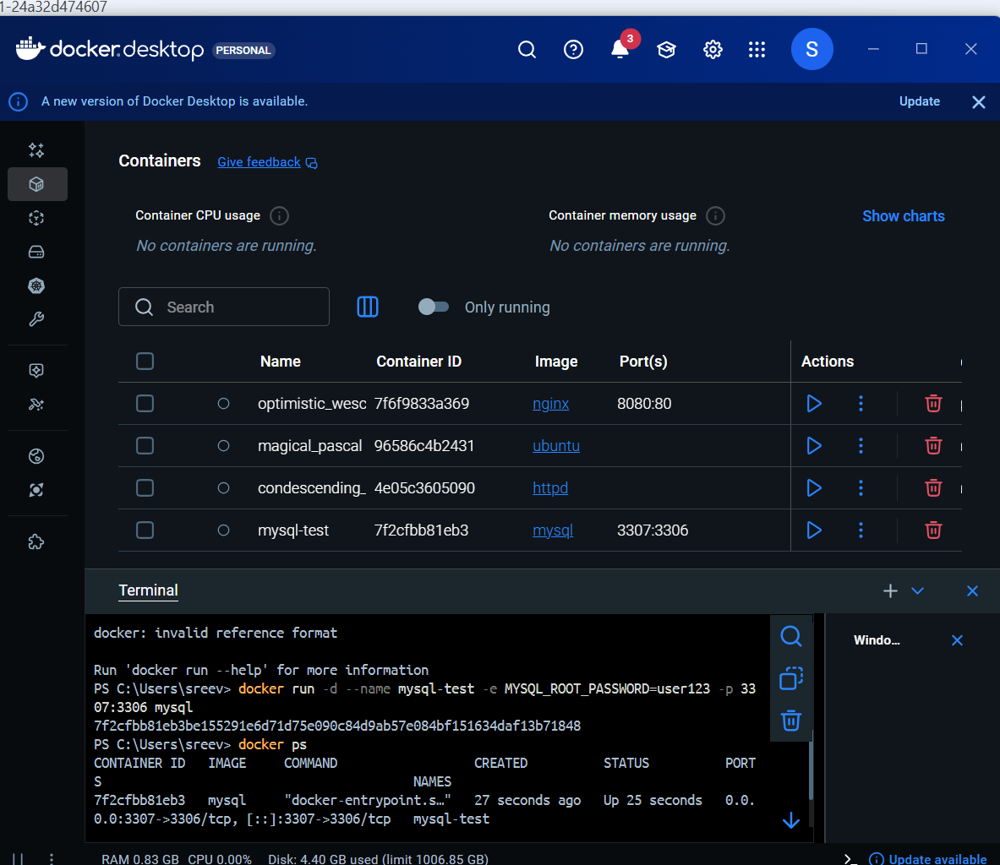 1-24a32d474607
docker.desktop PERSONAL
3
S
A new version of Docker Desktop is available.
Update
Containers
Give feedback
Container CPU usage
Container memory usage
Show charts
No containers are running.
No containers are running.
Search
Only running
Name Container ID Image Port(s) Actions
optimistic_wesc 7f6f9833a369 nginx 8080:80
magical_pascal 96586c4b2431 ubuntu
condescending_ 4e05c3605090 httpd
mysql-test 7f2cfbb81eb3 mysql 3307:3306
Terminal
docker: invalid reference format
Run 'docker run --help' for more information
PS C:\Users\sreev> docker run -d --name mysql-test -e MYSQL_ROOT_PASSWORD=user123 -p 33
07:3306 mysql
7f2cfbb81eb3be155291e6d71d75e090c84d9ab57e084bf151634daf13b71848
PS C:\Users\sreev> docker ps
CONTAINER ID IMAGE COMMAND CREATED STATUS PORT
S NAMES
7f2cfbb81eb3 mysql "docker-entrypoint.s…" 27 seconds ago Up 25 seconds 0.0.
0.0:3307->3306/tcp, [::]:3307->3306/tcp mysql-test
Windo...
RAM 0.83 GB CPU 0.00% Disk: 4.40 GB used (limit 1006.85 GB)
Update available